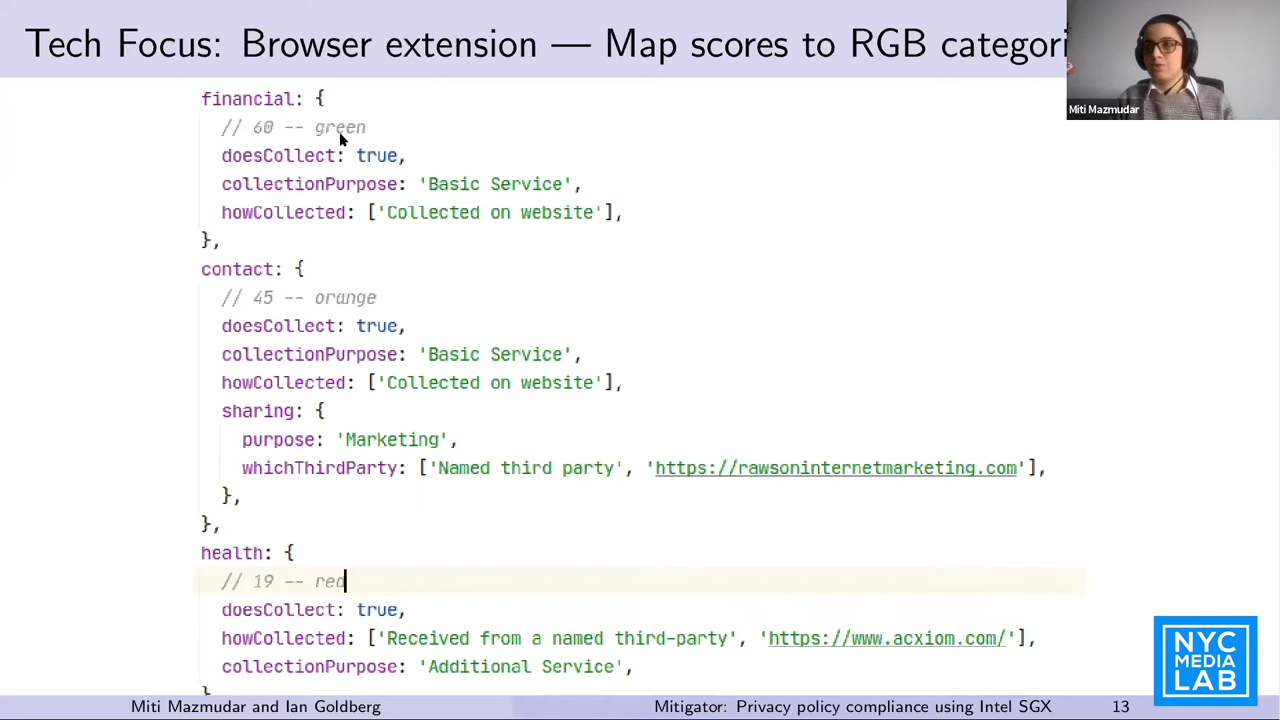 Tech Focus: Browser extension — Map scores to RGB categori
Miti Mazmudar
financial: {
// 60 -- green
doesCollect: true,
collectionPurpose: 'Basic Service',
howCollected: ['Collected on website'],
},
contact: {
// 45 -- orange
doesCollect: true,
collectionPurpose: 'Basic Service',
howCollected: ['Collected on website'],
sharing: {
purpose: 'Marketing',
whichThirdParty: ['Named third party', 'https://rawsoninternetmarketing.com'],
},
},
health: {
// 19 -- red
doesCollect: true,
howCollected: ['Received from a named third-party', 'https://www.acxiom.com/'],
collectionPurpose: 'Additional Service',
}
NYC
MEDIA
LAB
Miti Mazmudar and Ian Goldberg
Mitigator: Privacy policy compliance using Intel SGX
13